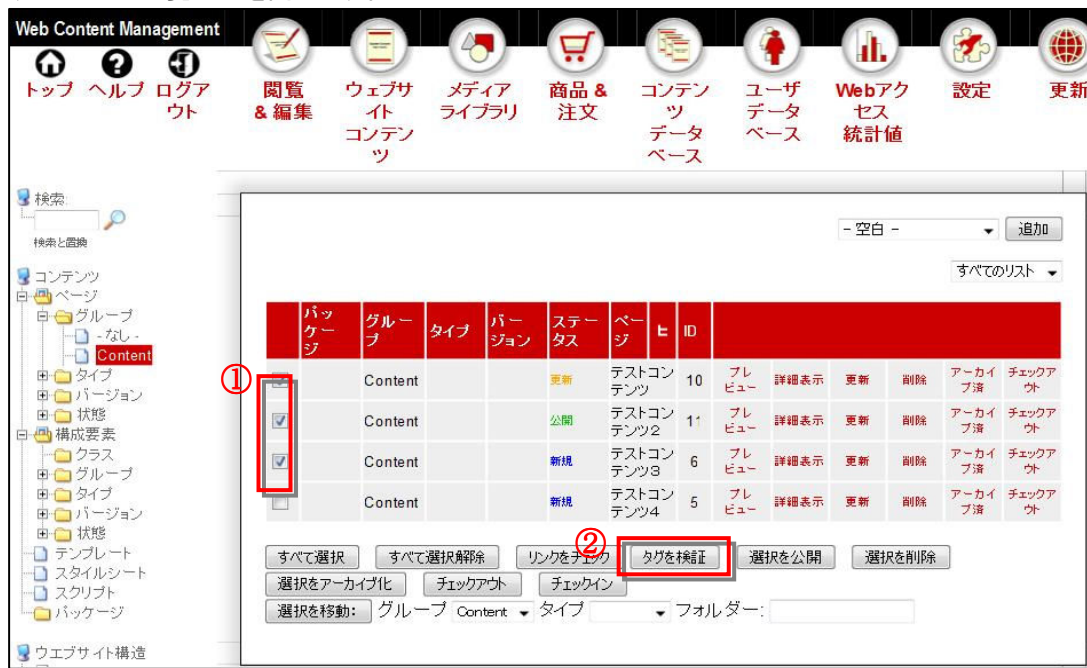 Web Content Management
トップ ヘルプ ログア
ウト
閲覧
& 編集
ウェブサ
イト
コンテン
ツ
メディア
ライブラリ
商品 &
注文
コンテン
ツ
データ
ベース
ユーザ
データ
ベース
Webアク
セス
統計値
設定
更新
検索:
検索と置換
コンテンツ
ページ
グループ
- なし -
Content
タイプ
バージョン
状態
構成要素
クラス
グループ
タイプ
バージョン
状態
テンプレート
スタイルシート
スクリプト
パッケージ
ウエブサイト構造
- 空白 - 追加
すべてのリスト
パッ
ケー
ジ
グルー
プ
タイプ
バー
ジョン
ステー
タス
ペー
ジ
ヒ
ID
①
Content 更新 テストコン
テンツ 10 プレ
ビュー 詳細表示 更新 削除 アーカイ
ブ済 チェックア
ウト
Content 公開 テストコン
テンツ2 11 プレ
ビュー 詳細表示 更新 削除 アーカイ
ブ済 チェックア
ウト
Content 新規 テストコン
テンツ3 6 プレ
ビュー 詳細表示 更新 削除 アーカイ
ブ済 チェックア
ウト
Content 新規 テストコン
テンツ4 5 プレ
ビュー 詳細表示 更新 削除 アーカイ
ブ済 チェックア
ウト
②
すべて選択 すべて選択解除 リンクをチェック タグを検証 選択を公開 選択を削除
選択をアーカイブ化 チェックアウト チェックイン
選択を移動: グループ Content タイプ フォルダー: